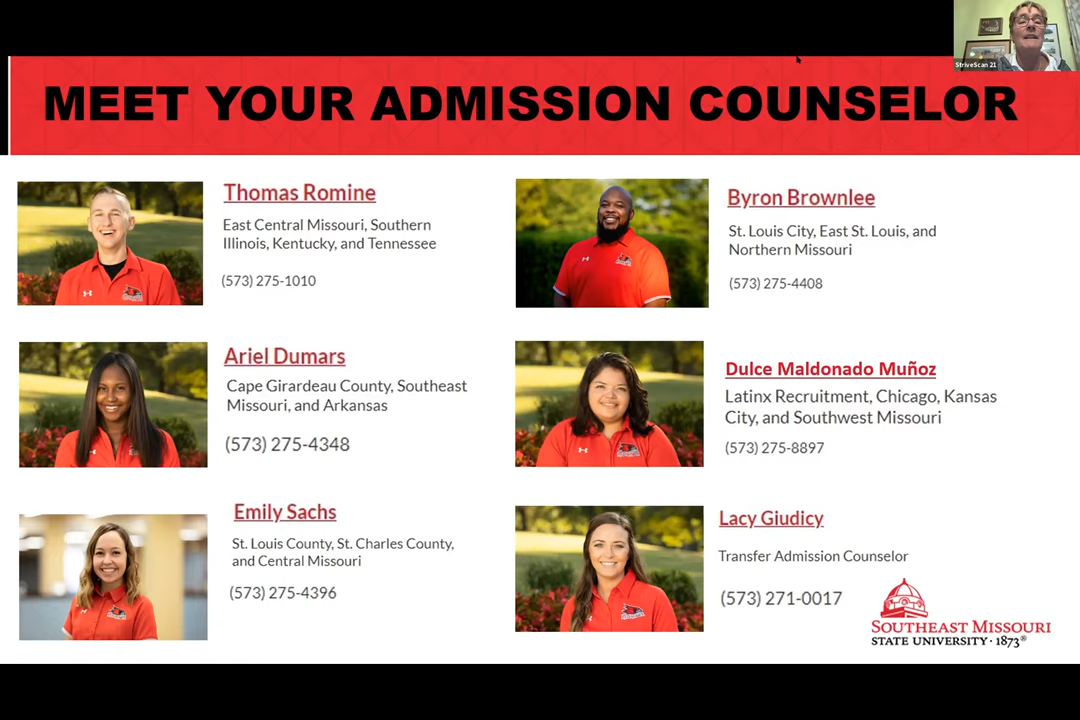 StriveScan 21
MEET YOUR ADMISSION COUNSELOR
Thomas Romine
East Central Missouri, Southern
Illinois, Kentucky, and Tennessee
(573) 275-1010
Byron Brownlee
St. Louis City, East St. Louis, and
Northern Missouri
(573) 275-4408
Ariel Dumars
Cape Girardeau County, Southeast
Missouri, and Arkansas
(573) 275-4348
Dulce Maldonado Muñoz
Latinx Recruitment, Chicago, Kansas
City, and Southwest Missouri
(573) 275-8897
Emily Sachs
St. Louis County, St. Charles County,
and Central Missouri
(573) 275-4396
Lacy Giudicy
Transfer Admission Counselor
(573) 271-0017
SOUTHEAST MISSOURI
STATE UNIVERSITY · 1873®